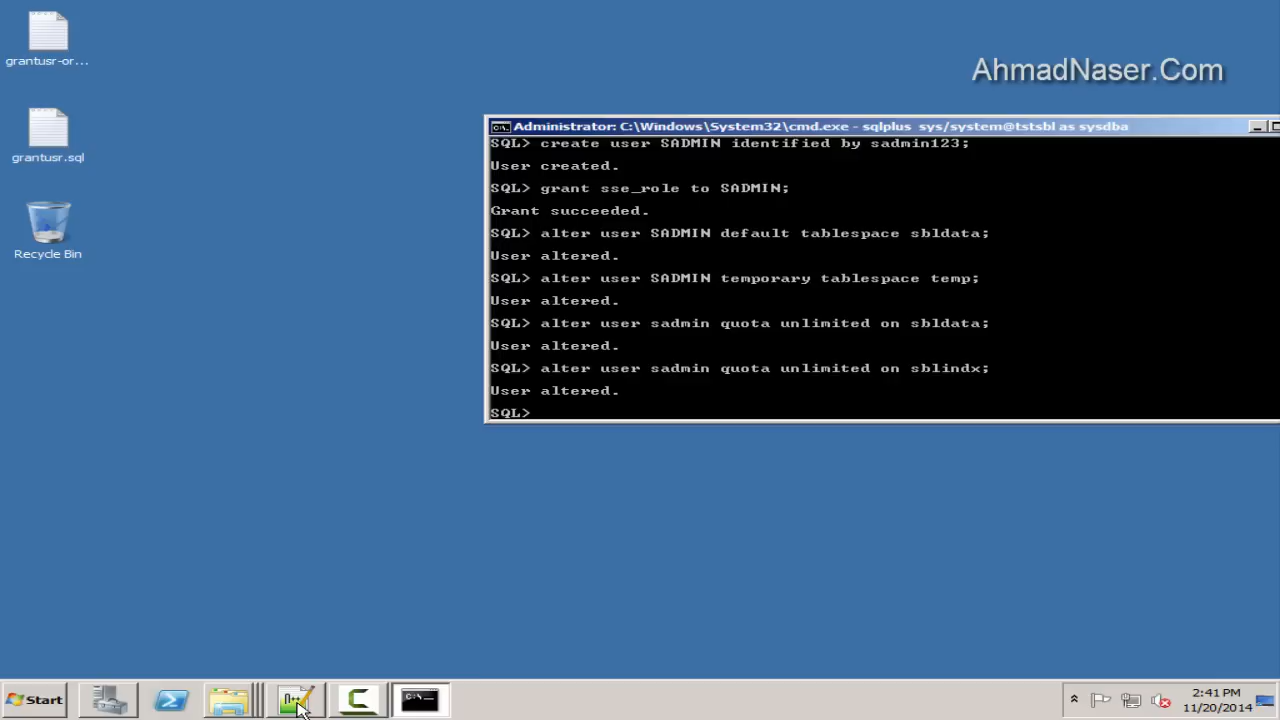 grantusr-or...
AhmadNaser.Com
Administrator: C:\Windows\System32\cmd.exe - sqlplus  sys/system@tstsbl as sysdba
SQL> create user SADMIN identified by sadmin123;
grantusr.sql
User created.
SQL> grant sse_role to SADMIN;
Grant succeeded.
SQL> alter user SADMIN default tablespace sbldata;
Recycle Bin
User altered.
SQL> alter user SADMIN temporary tablespace temp;
User altered.
SQL> alter user sadmin quota unlimited on sbldata;
User altered.
SQL> alter user sadmin quota unlimited on sblindx;
User altered.
SQL>
Start
2:41 PM
11/20/2014